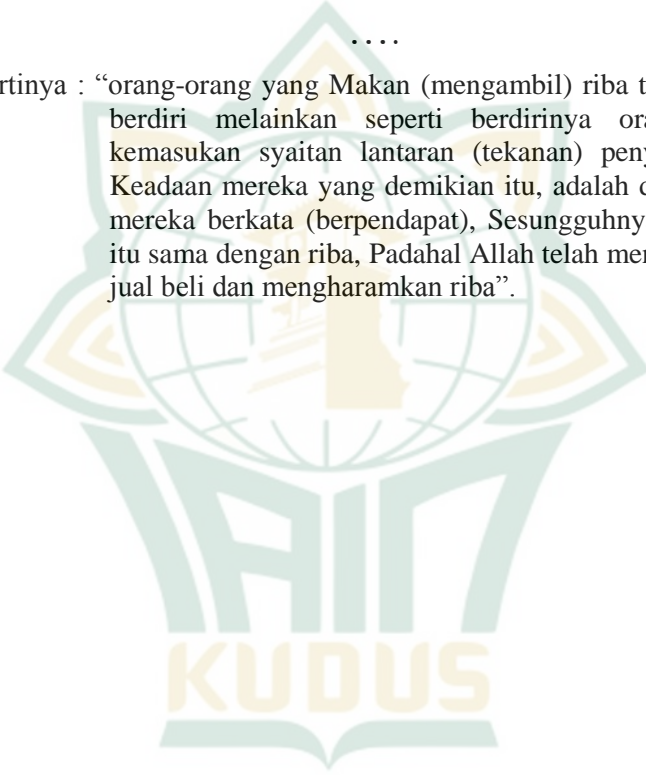 ....
rtinya : “orang-orang yang Makan (mengambil) riba t
berdiri melainkan seperti berdirinya ora
kemasukan syaitan lantaran (tekanan) peny
Keadaan mereka yang demikian itu, adalah d
mereka berkata (berpendapat), Sesungguhny
itu sama dengan riba, Padahal Allah telah men
jual beli dan mengharamkan riba”.
IAIN
KUDUS